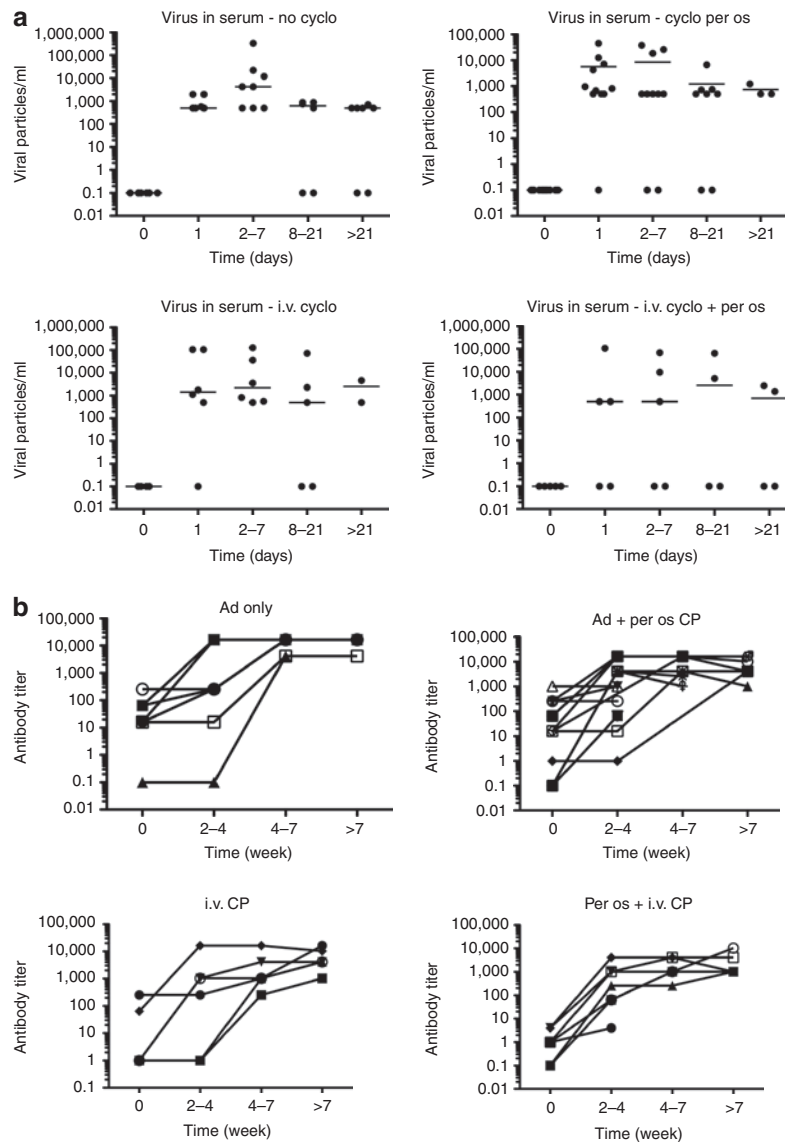 a
Virus in serum - no cyclo
Viral particles/ml
1,000,000
100,000
10,000
1,000
100
10
1
0.1
0.01
0 1 2–7 8–21 >21
Time (days)
Virus in serum - cyclo per os
Viral particles/ml
100,000
10,000
1,000
100
10
1
0.1
0.01
0 1 2–7 8–21 >21
Time (days)
Virus in serum - i.v. cyclo
Viral particles/ml
1,000,000
100,000
10,000
1,000
100
10
1
0.1
0.01
0 1 2–7 8–21 >21
Time (days)
Virus in serum - i.v. cyclo + per os
Viral particles/ml
1,000,000
100,000
10,000
1,000
100
10
1
0.1
0.01
0 1 2–7 8–21 >21
Time (days)
b
Ad only
Antibody titer
100,000
10,000
1,000
100
10
1
0.1
0.01
0 2–4 4–7 >7
Time (week)
Ad + per os CP
Antibody titer
100,000
10,000
1,000
100
10
1
0.1
0.01
0 2–4 4–7 >7
Time (week)
i.v. CP
Antibody titer
100,000
10,000
1,000
100
10
1
0.1
0 2–4 4–7 >7
Time (week)
Per os + i.v. CP
Antibody titer
100,000
10,000
1,000
100
10
1
0.1
0.01
0 2–4 4–7 >7
Time (week)